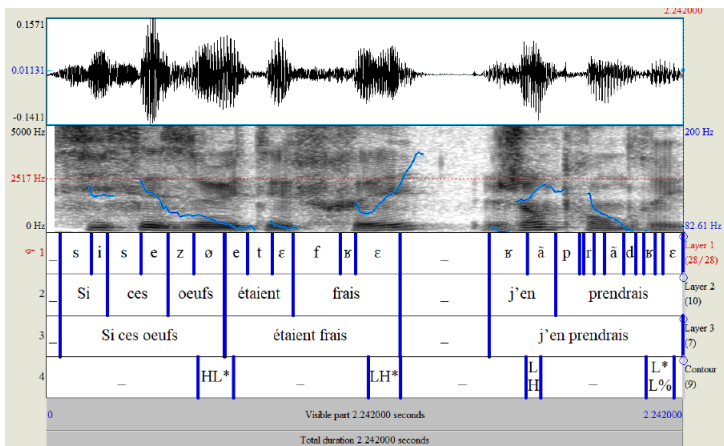 2.242000
0.1571
0.01131
-0.1411
5000 Hz 200 Hz
2517 Hz
0 Hz 82.61 Hz
1 _ s i s e z ø e t ɛ f ʁ ɛ _ ʁ ã p r ã d ʁ ɛ Layer 1 (28/28)
2 _ Si ces oeufs étaient frais _ j'en prendrais Layer 2 (10)
3 _ Si ces oeufs étaient frais _ j'en prendrais Layer 3 (7)
4 _ HL* _ LH* _ L H _ L* L% Contour (9)
0 Visible part 2.242000 seconds 2.242000
Total duration 2.242000 seconds